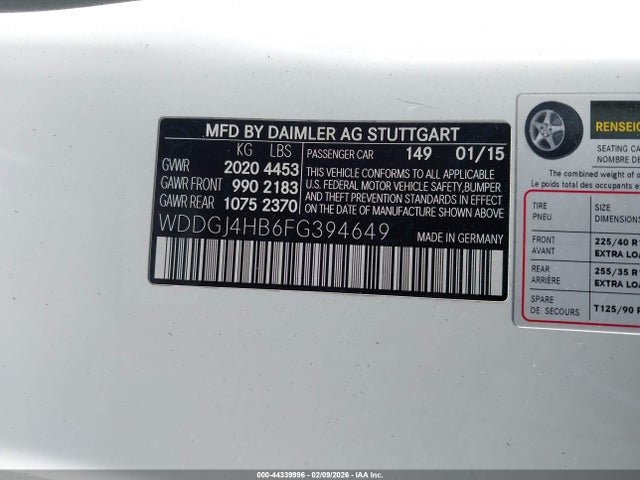 MFD BY DAIMLER AG STUTTGART
KG LBS
GVWR 2020 4453
GAWR FRONT 990 2183
GAWR REAR 1075 2370
PASSENGER CAR 149 01/15
THIS VEHICLE CONFORMS TO ALL APPLICABLE
U.S. FEDERAL MOTOR VEHICLE SAFETY,BUMPER
AND THEFT PREVENTION STANDARDS IN EFFECT
ON THE DATE OF MANUFACTURE SHOWN ABOVE.
WDDGJ4HB6FG394649 MADE IN GERMANY
RENSEIG
SEATING CA
NOMBRE DE
The combined weight of
Le poids total des occupants e
TIRE SIZE
PNEU DIMENSIONS
FRONT 225/40 R
AVANT EXTRA LOA
REAR 255/35 R
ARRIÈRE EXTRA LOA
SPARE T125/90
DE SECOURS
000-44339996 - 02/09/2026 - IAA Inc.